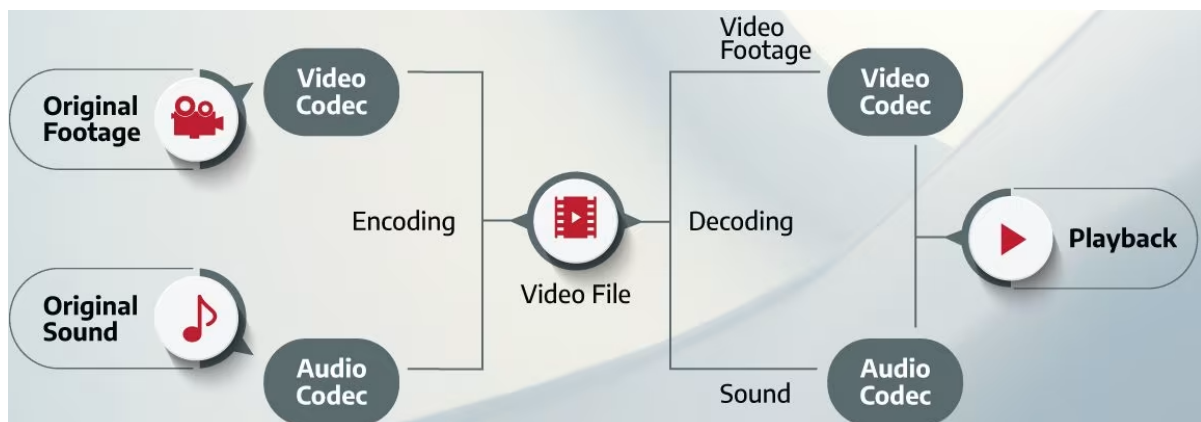 Original
Footage
Video
Codec
Original
Sound
Audio
Codec
Encoding
Video File
Decoding
Video
Footage
Video
Codec
Sound
Audio
Codec
Playback